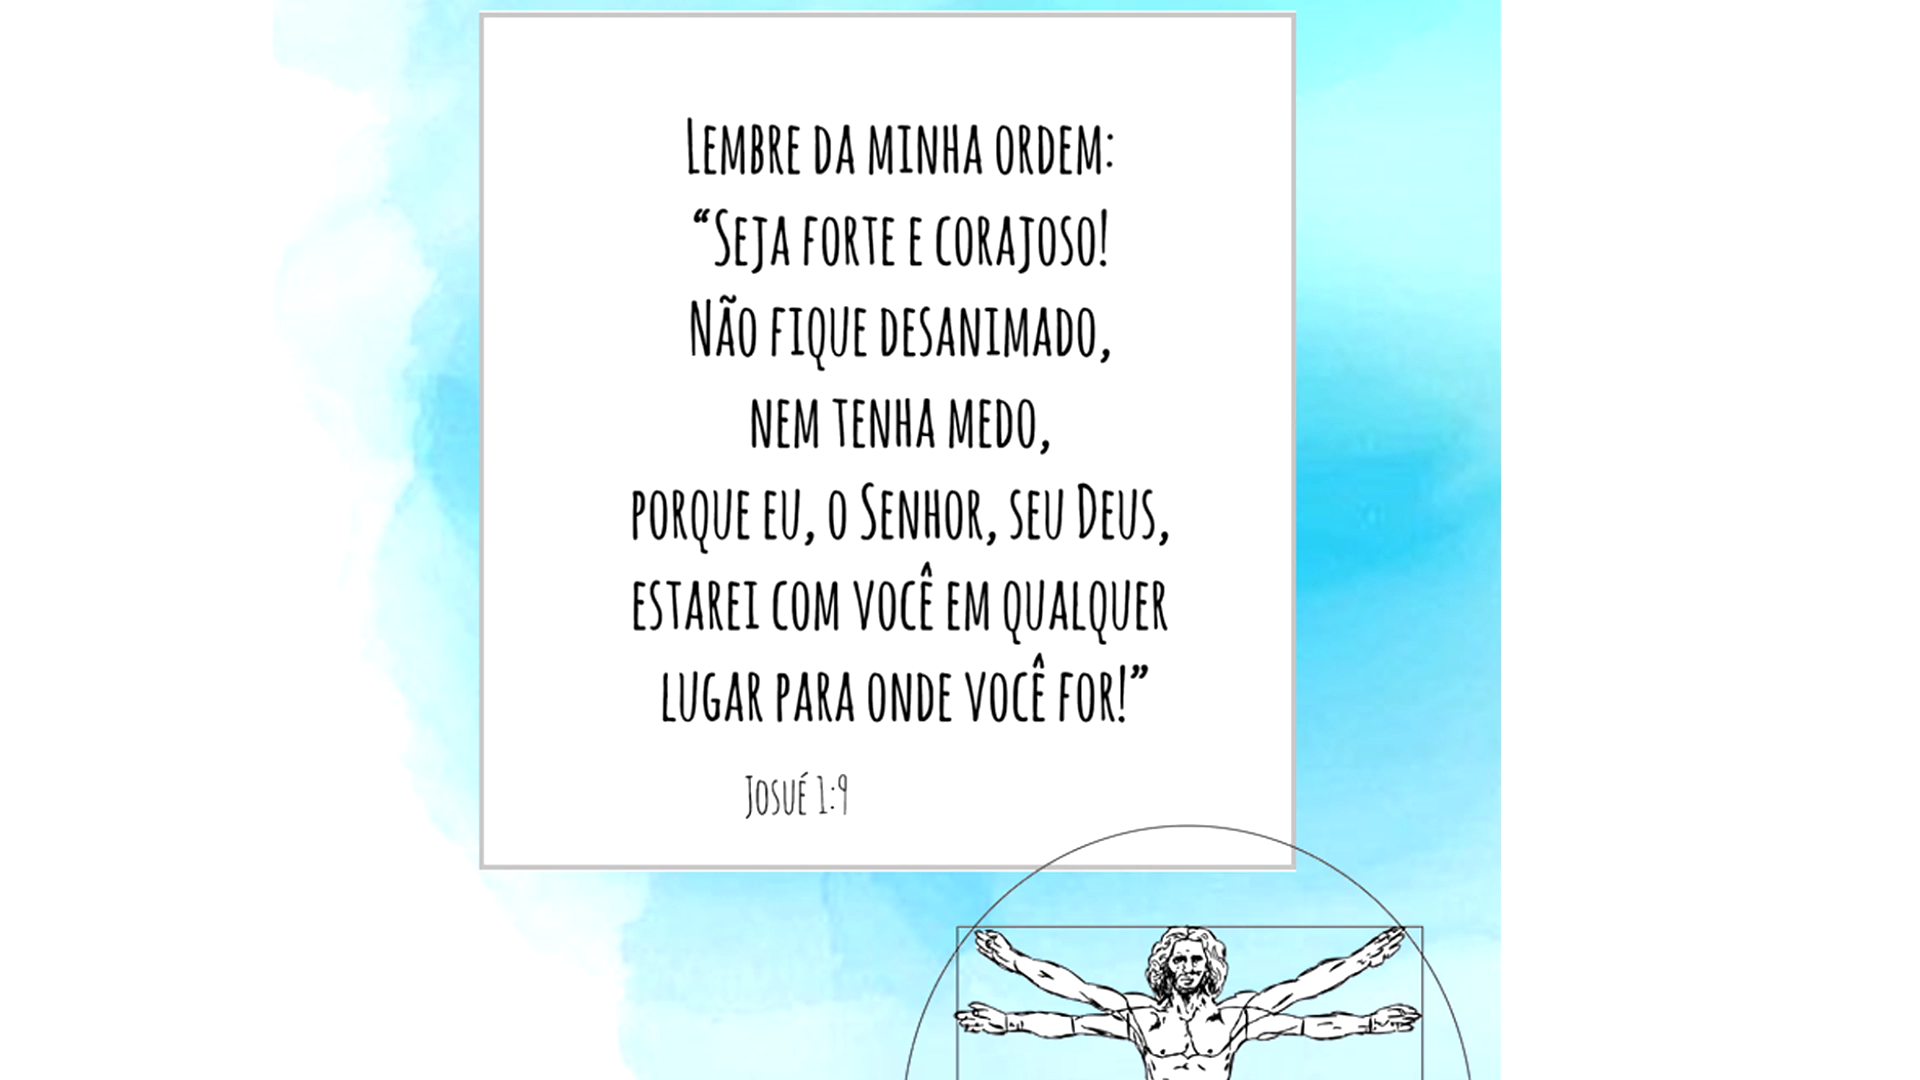 Lembre da minha ordem:
“Seja forte e corajoso!
Não fique desanimado,
nem tenha medo,
porque eu, o Senhor, seu Deus,
estarei com você em qualquer
lugar para onde você for!”
Josué 1:9